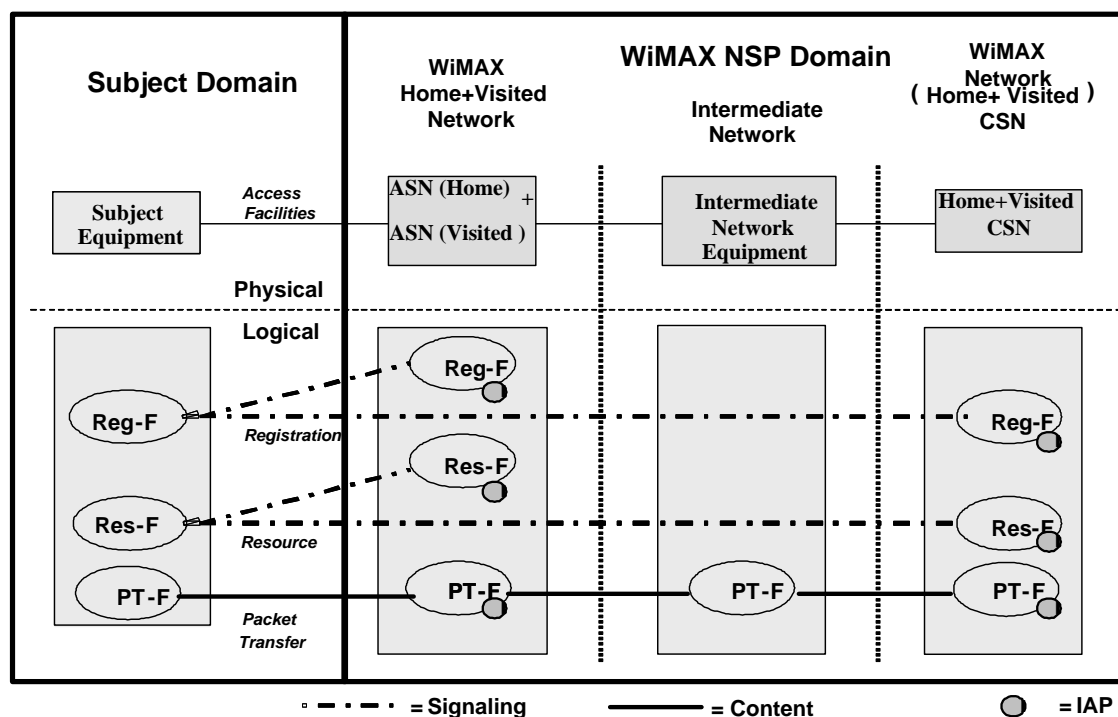 Subject Domain
WiMAX NSP Domain
WiMAX
Home+Visited
Network
Intermediate
Network
WiMAX
Network
( Home+ Visited )
CSN
Subject
Equipment
Access
Facilities
ASN (Home) +
ASN (Visited )
Intermediate
Network
Equipment
Home+Visited
CSN
Physical
Logical
Reg-F
Reg-F
Reg-F
Registration
Res-F
Res-F
Res-F
Resource
PT-F
PT-F
PT-F
PT-F
Packet
Transfer
= Signaling
= Content
= IAP